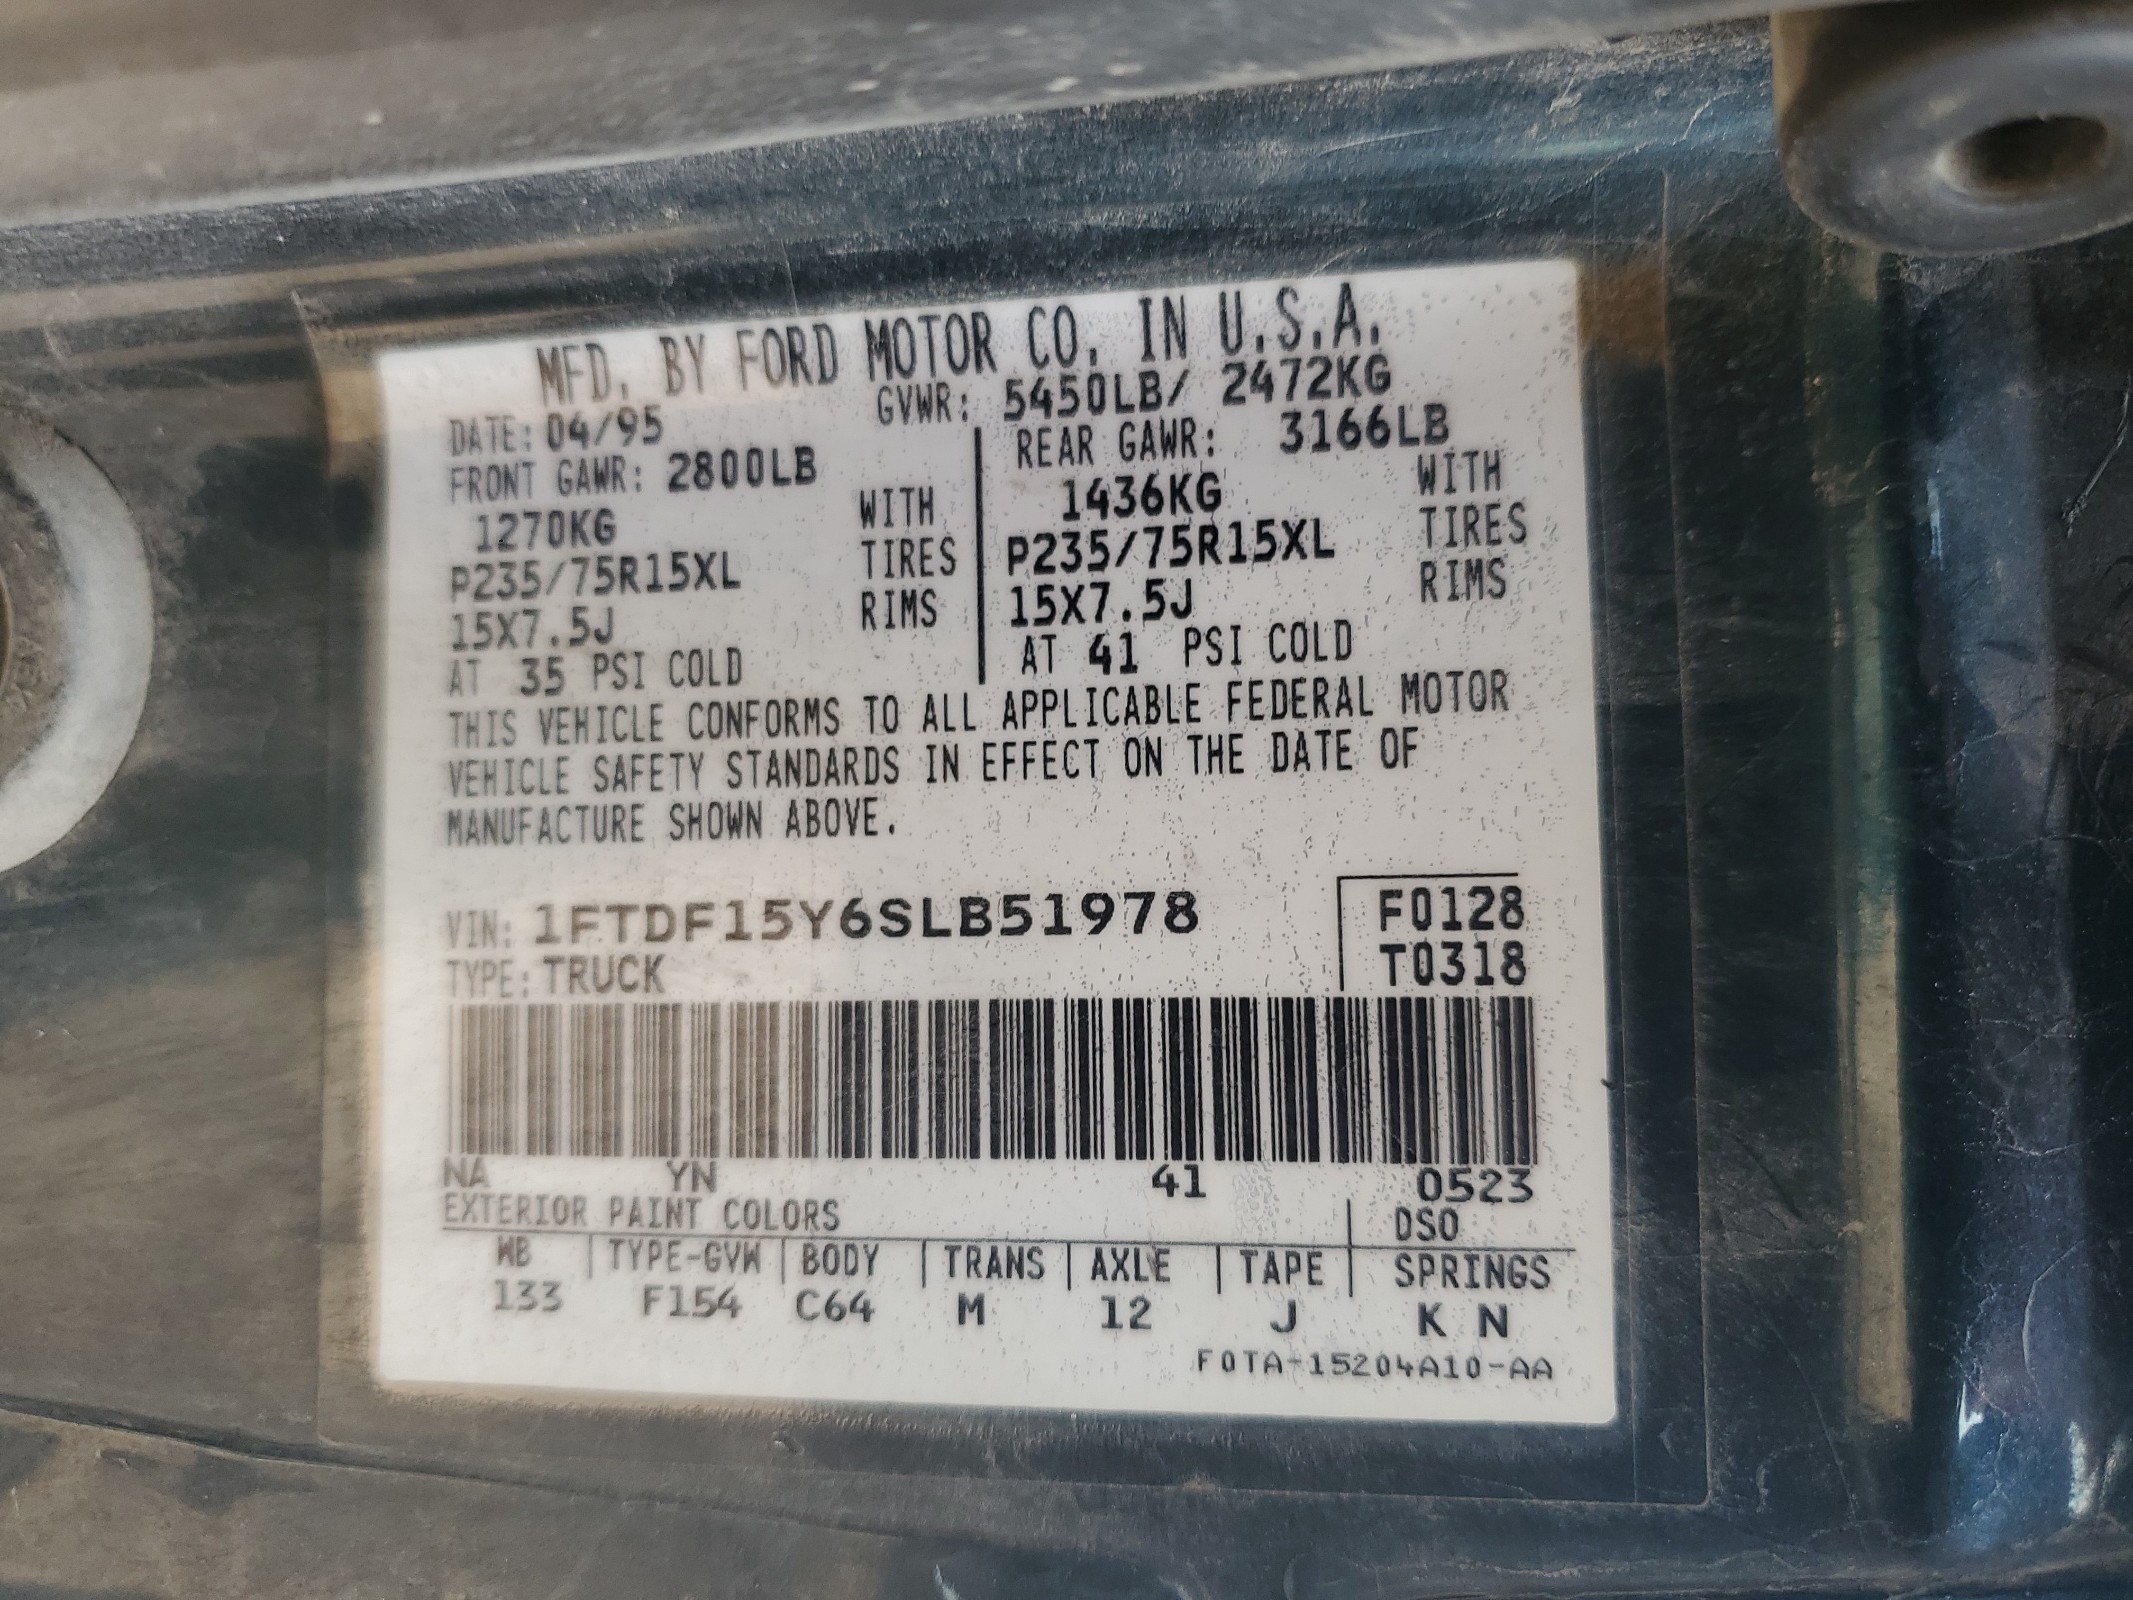 MFD. BY FORD MOTOR CO. IN U.S.A.
DATE: 04/95 GVWR: 5450LB/ 2472KG
FRONT GAWR: 2800LB REAR GAWR: 3166LB
1270KG WITH 1436KG WITH
P235/75R15XL TIRES P235/75R15XL TIRES
15X7.5J RIMS 15X7.5J RIMS
AT 35 PSI COLD AT 41 PSI COLD
THIS VEHICLE CONFORMS TO ALL APPLICABLE FEDERAL MOTOR
VEHICLE SAFETY STANDARDS IN EFFECT ON THE DATE OF
MANUFACTURE SHOWN ABOVE.
VIN: 1FTDF15Y6SLB51978 F0128
TYPE: TRUCK T0318
NA YN 41 0523
EXTERIOR PAINT COLORS DSO
WB TYPE-GVW BODY TRANS AXLE TAPE SPRINGS
133 F154 C64 M 12 J K N
F0TA-15204A10-AA